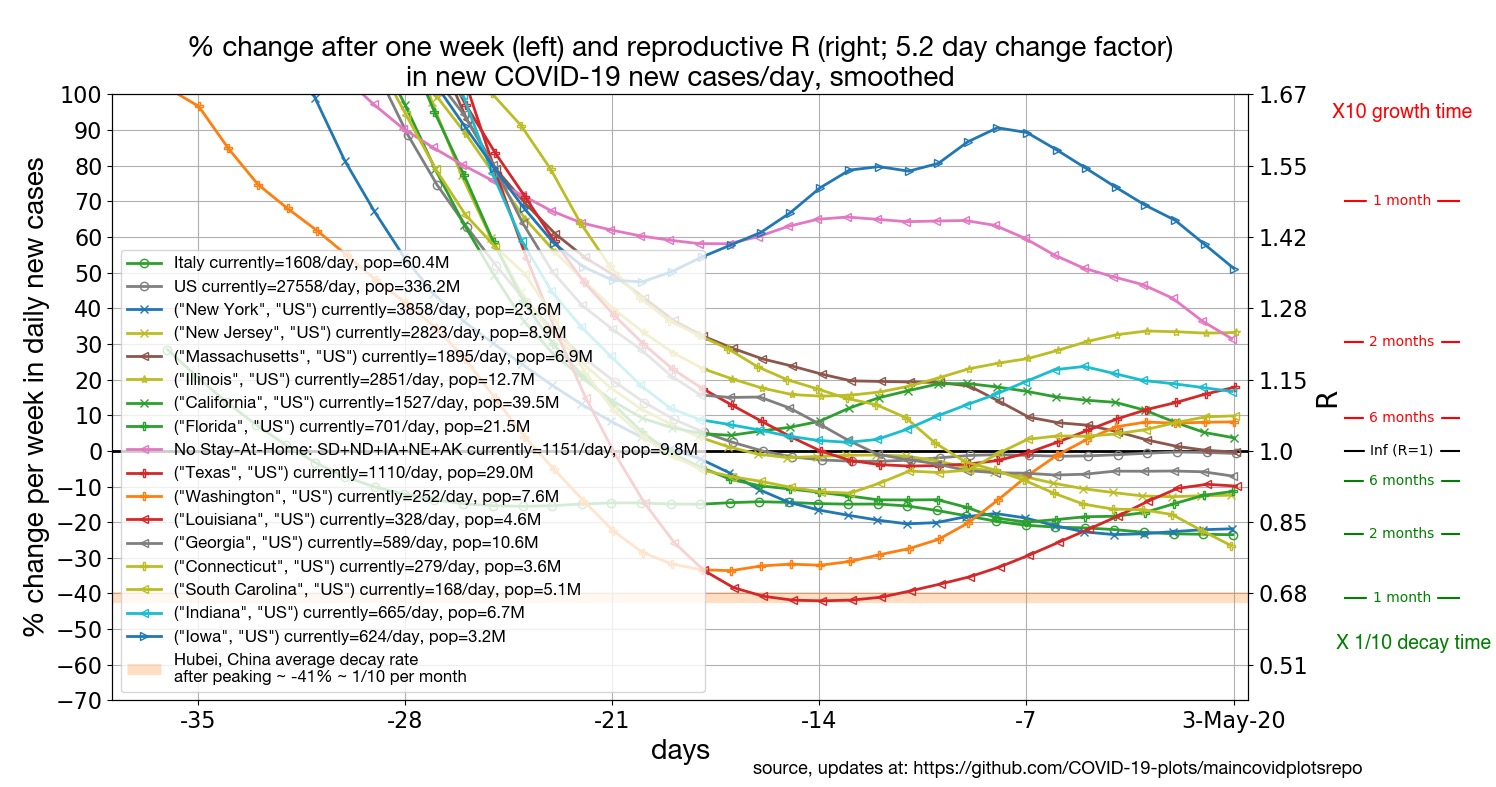 % change after one week (left) and reproductive R (right; 5.2 day change factor)
in new COVID-19 new cases/day, smoothed
% change per week in daily new cases
100
90
80
70
60
50
40
30
20
10
0
−10
−20
−30
−40
−50
−60
−70
Italy currently=1608/day, pop=60.4M
US currently=27558/day, pop=336.2M
("New York", "US") currently=3858/day, pop=23.6M
("New Jersey", "US") currently=2823/day, pop=8.9M
("Massachusetts", "US") currently=1895/day, pop=6.9M
("Illinois", "US") currently=2851/day, pop=12.7M
("California", "US") currently=1527/day, pop=39.5M
("Florida", "US") currently=701/day, pop=21.5M
No Stay-At-Home: SD+ND+IA+NE+AK currently=1151/day, pop=9.8M
("Texas", "US") currently=1110/day, pop=29.0M
("Washington", "US") currently=252/day, pop=7.6M
("Louisiana", "US") currently=328/day, pop=4.6M
("Georgia", "US") currently=589/day, pop=10.6M
("Connecticut", "US") currently=279/day, pop=3.6M
("South Carolina", "US") currently=168/day, pop=5.1M
("Indiana", "US") currently=665/day, pop=6.7M
("Iowa", "US") currently=624/day, pop=3.2M
Hubei, China average decay rate
after peaking ~ -41% ~ 1/10 per month
-35
-28
-21
-14
-7
3-May-20
days
1.67
1.55
1.42
1.28
1.15
1.0
0.85
0.68
0.51
R
X10 growth time
1 month
2 months
6 months
Inf (R=1)
6 months
2 months
1 month
X 1/10 decay time
source, updates at: https://github.com/COVID-19-plots/maincovidplotsrepo